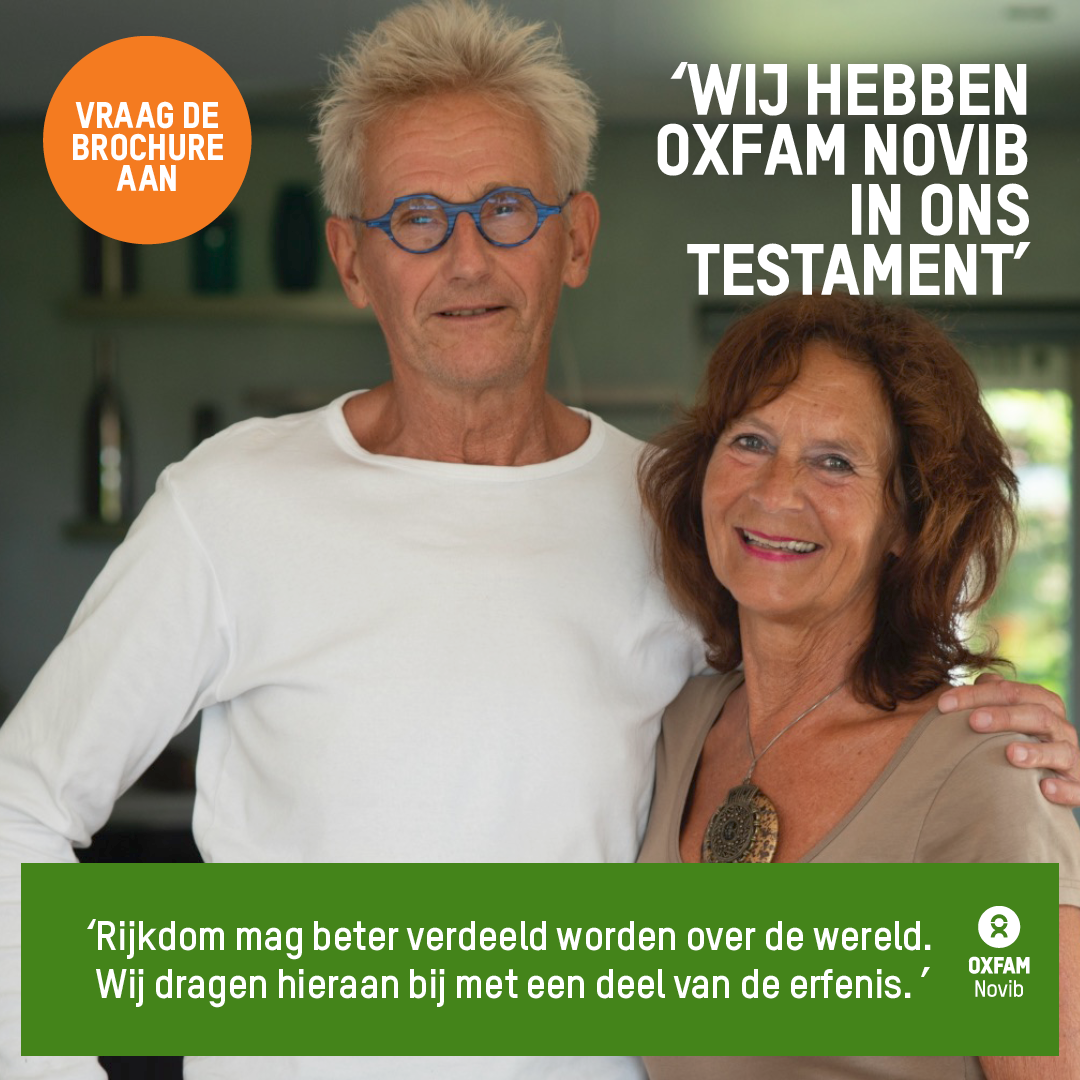 VRAAG DE
BROCHURE
AAN
‘WIJ HEBBEN
OXFAM NOVIB
IN ONS
TESTAMENT’
‘Rijkdom mag beter verdeeld worden over de wereld.
Wij dragen hieraan bij met een deel van de erfenis. ’
OXFAM
Novib